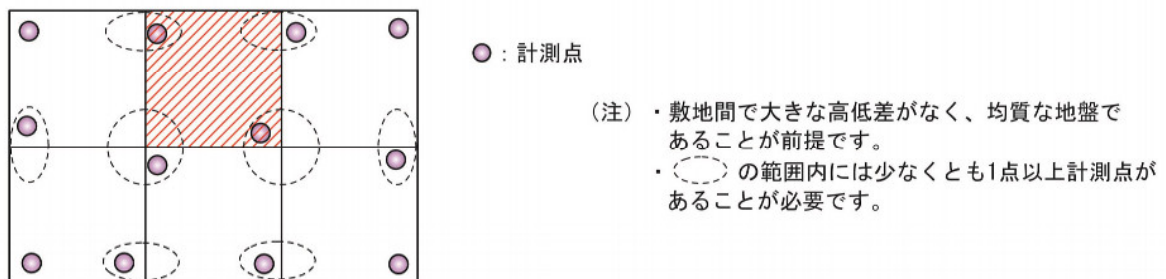 ：計測点
（注）・敷地間で大きな高低差がなく、均質な地盤で
あることが前提です。
・ の範囲内には少なくとも1点以上計測点が
あることが必要です。